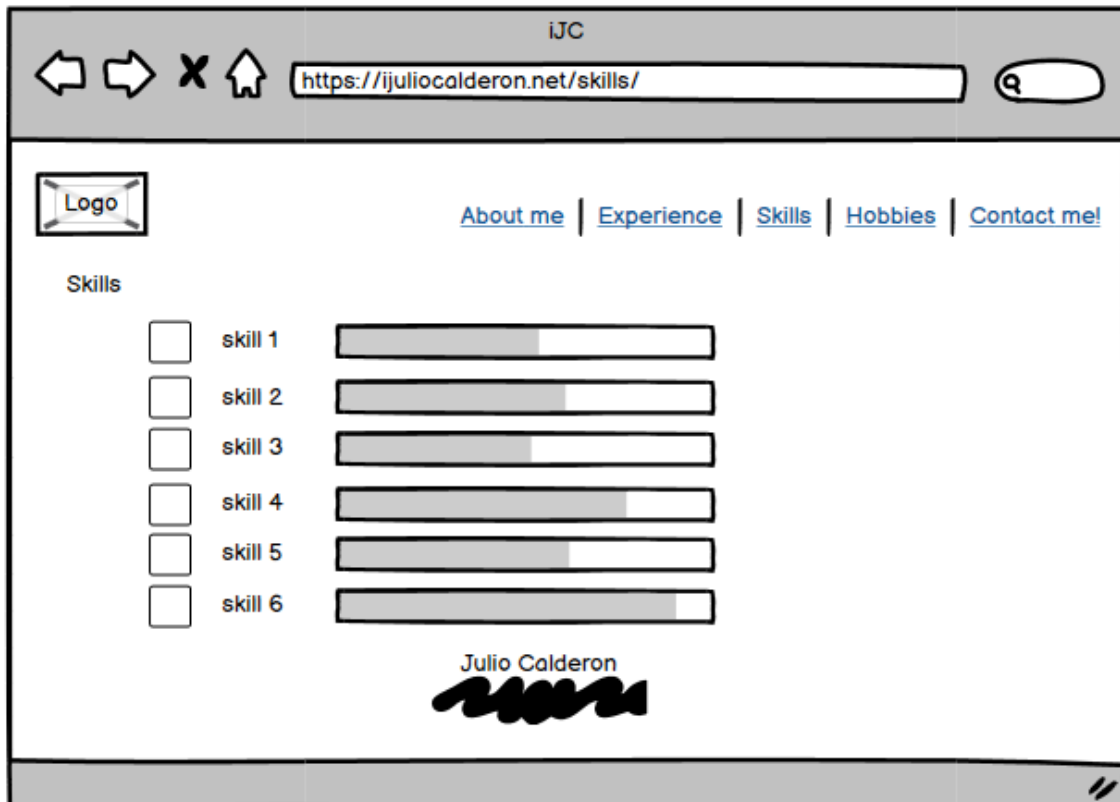 iJC
https://ijuliocalderon.net/skills/
Logo
About me | Experience | Skills | Hobbies | Contact me!
Skills
skill 1
skill 2
skill 3
skill 4
skill 5
skill 6
Julio Calderon